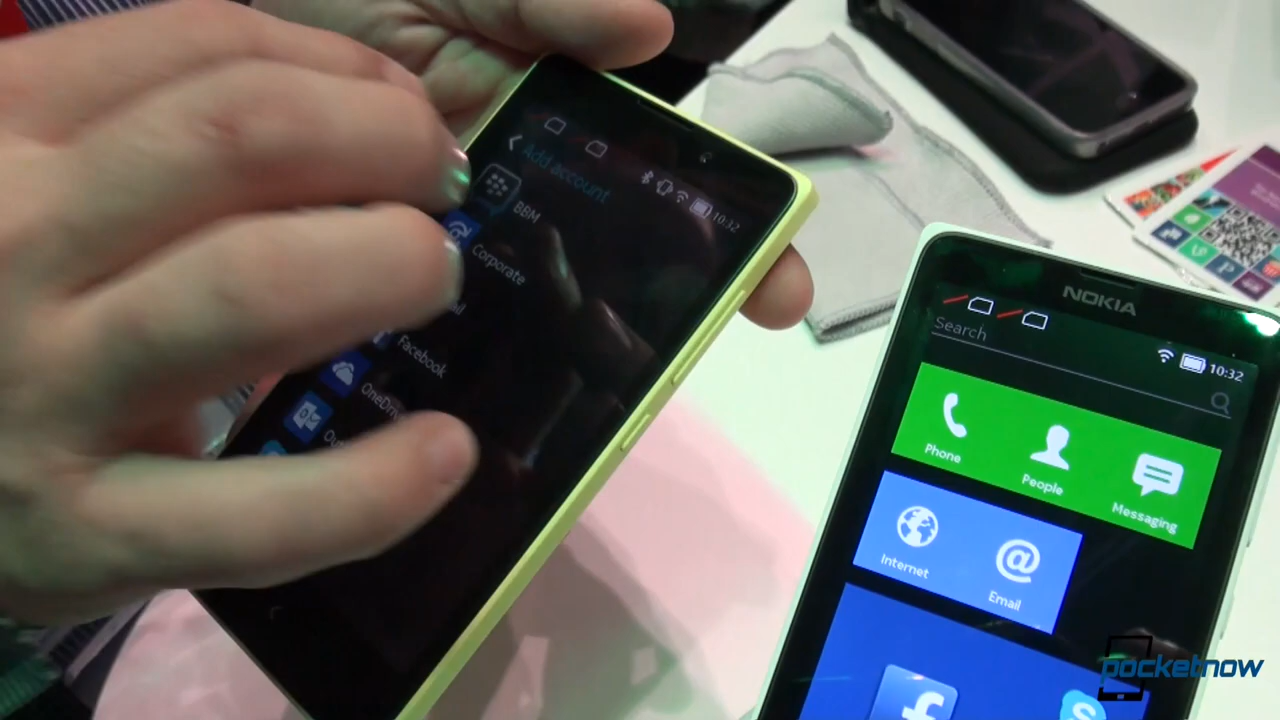 Add account
10:32
BBM
Corporate
Facebook
NOKIA
Search
10:32
Phone
People
Messaging
Internet
Email
pocketnow